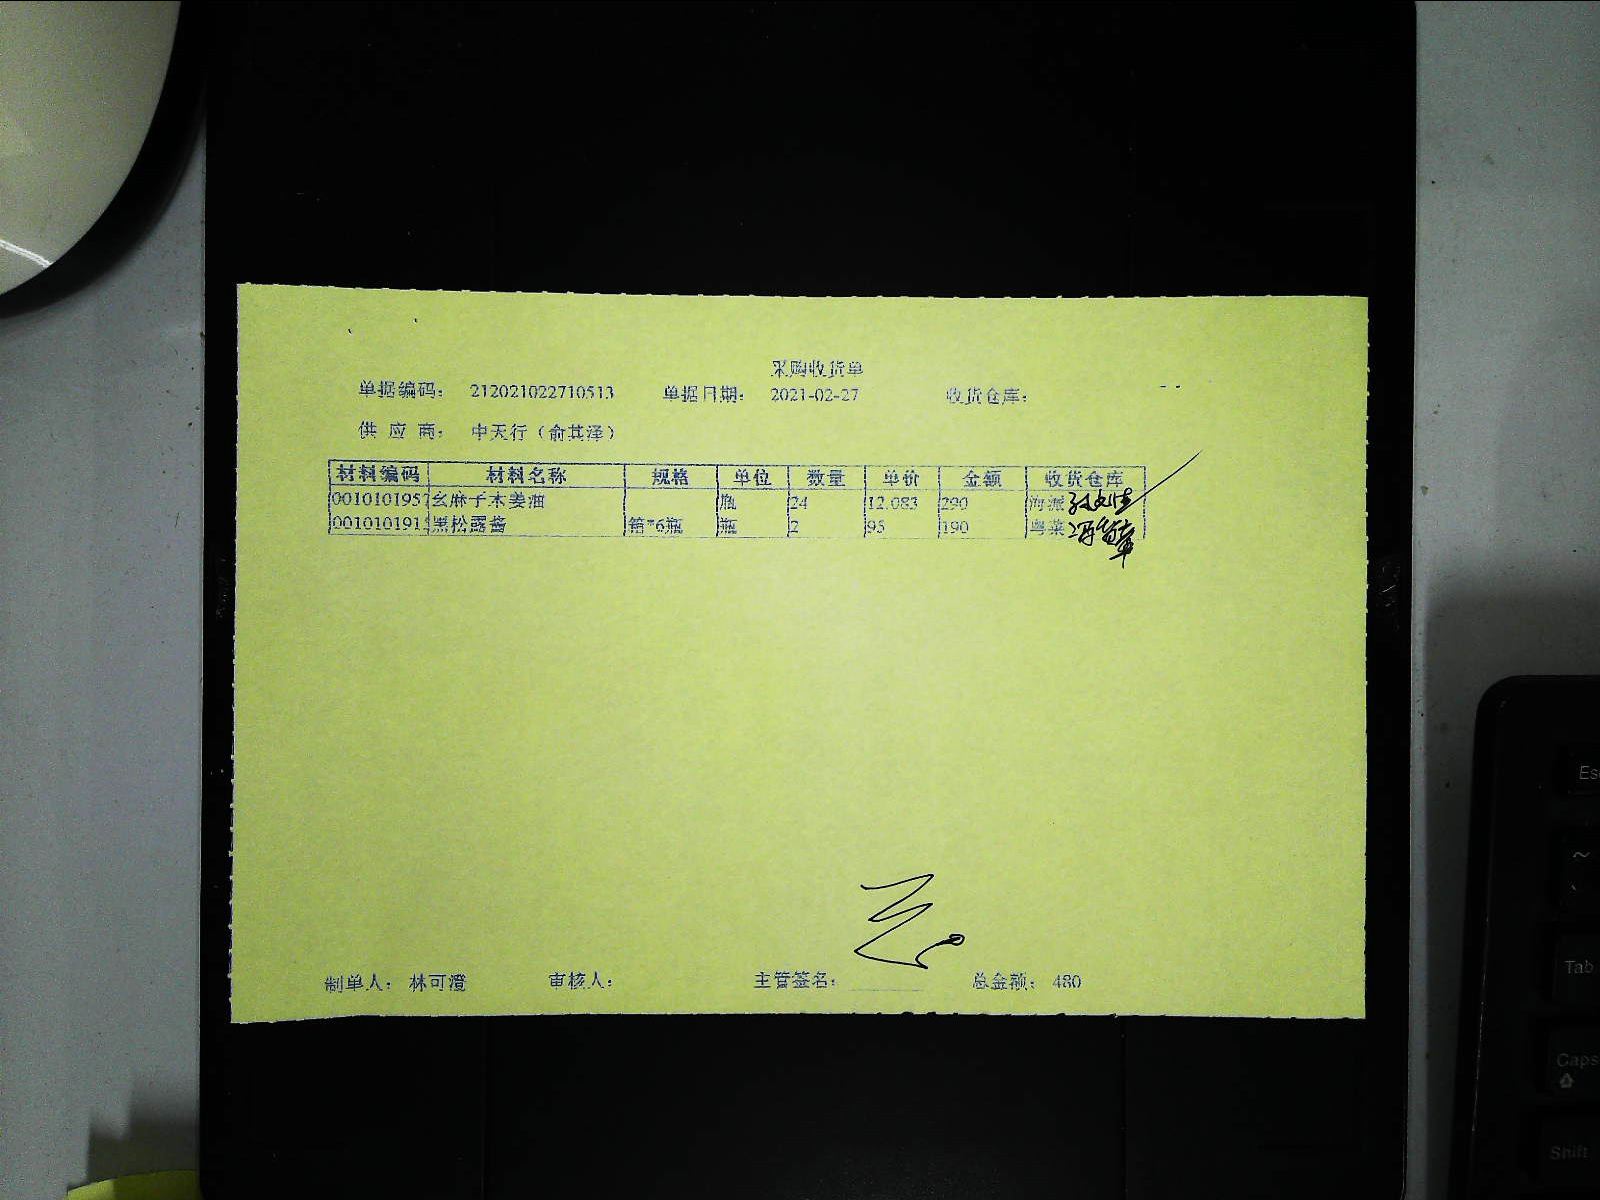 采购收货单
单据编码： 212021022710513 单据日期： 2021-02-27 收货仓库：
供 应 商： 中天行（俞其泽）
材料编码 材料名称 规格 单位 数量 单价 金额 收货仓库
0010101957 幺麻子木姜油 瓶 24 12.083 290 海派
001010191 黑松露酱 箱*6瓶 瓶 2 95 190 粤菜
制单人： 林可澄 审核人： 主管签名： 总金额： 480
Esc
~
Tab
Caps
Shift